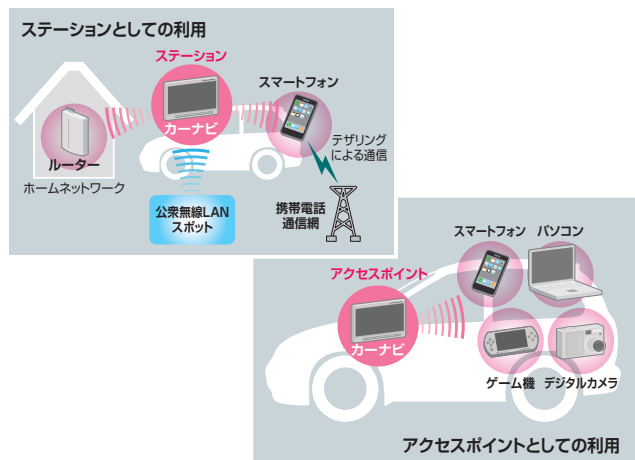 ステーションとしての利用
ステーション
カーナビ
スマートフォン
ルーター
ホームネットワーク
テザリング
による通信
公衆無線LAN
スポット
携帯電話
通信網
スマートフォン パソコン
アクセスポイント
カーナビ
ゲーム機 デジタルカメラ
アクセスポイントとしての利用